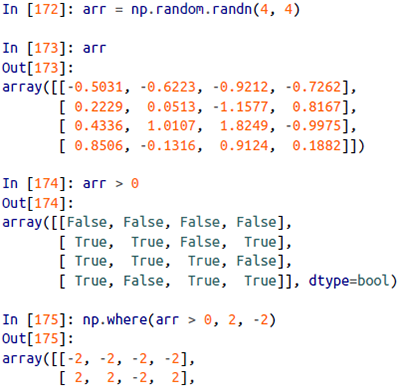 In [172]: arr = np.random.randn(4, 4)
In [173]: arr
Out[173]:
array([[-0.5031, -0.6223, -0.9212, -0.7262],
       [ 0.2229,  0.0513, -1.1577,  0.8167],
       [ 0.4336,  1.0107,  1.8249, -0.9975],
       [ 0.8506, -0.1316,  0.9124,  0.1882]])
In [174]: arr > 0
Out[174]:
array([[False, False, False, False],
       [ True,  True, False,  True],
       [ True,  True,  True, False],
       [ True, False,  True,  True]], dtype=bool)
In [175]: np.where(arr > 0, 2, -2)
Out[175]:
array([[-2, -2, -2, -2],
       [ 2,  2, -2,  2],